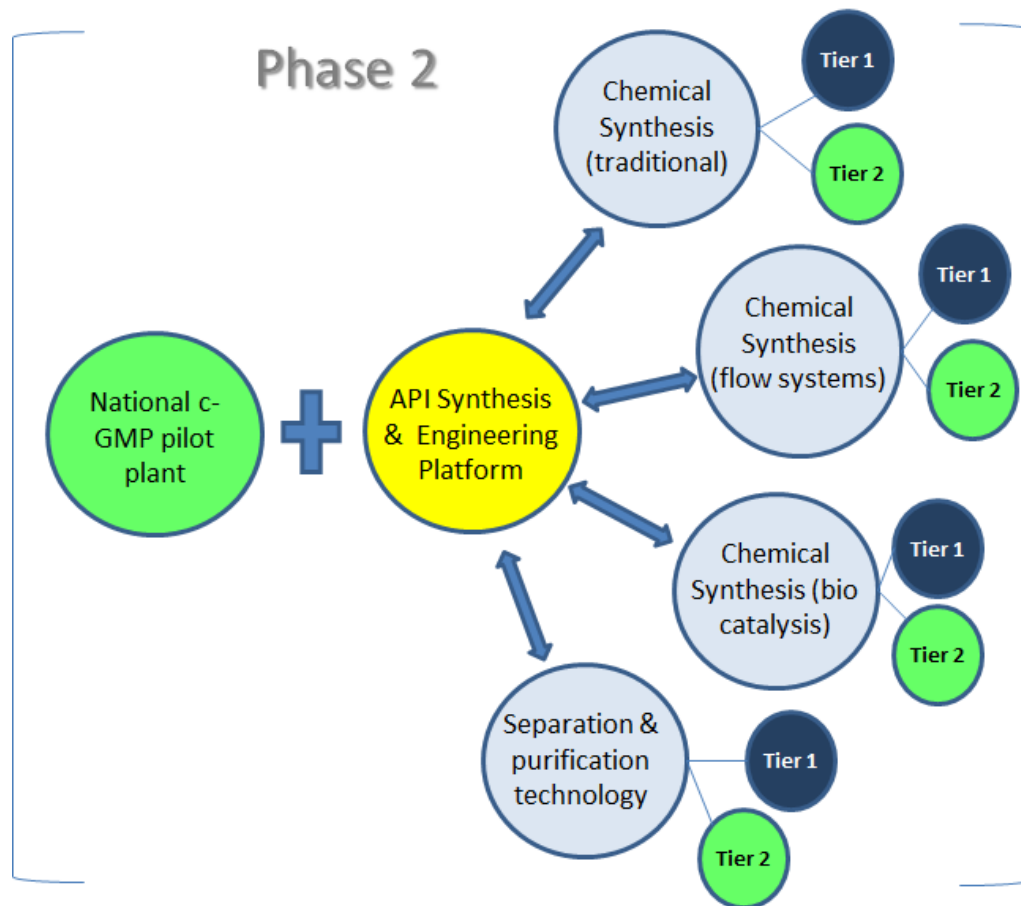 Phase 2
Chemical
Synthesis
(traditional)
Tier 1
Tier 2
Chemical
Synthesis
(flow systems)
Tier 1
Tier 2
National c-
GMP pilot
plant
API Synthesis
& Engineering
Platform
Chemical
Synthesis (bio
catalysis)
Tier 1
Tier 2
Separation &
purification
technology
Tier 1
Tier 2